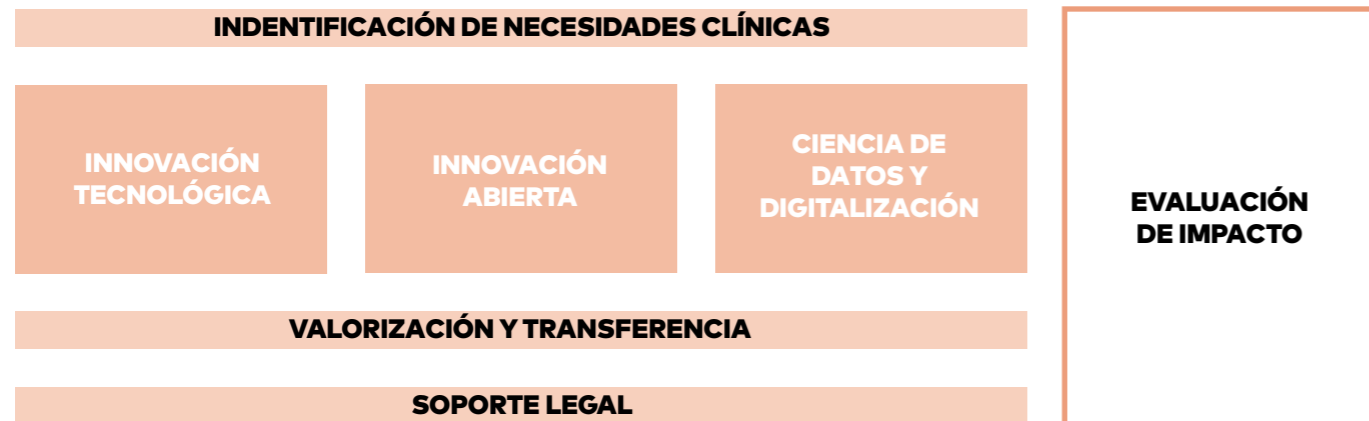 INDENTIFICACIÓN DE NECESIDADES CLÍNICAS
INNOVACIÓN
TECNOLÓGICA
INNOVACIÓN
ABIERTA
CIENCIA DE
DATOS Y
DIGITALIZACIÓN
EVALUACIÓN
DE IMPACTO
VALORIZACIÓN Y TRANSFERENCIA
SOPORTE LEGAL